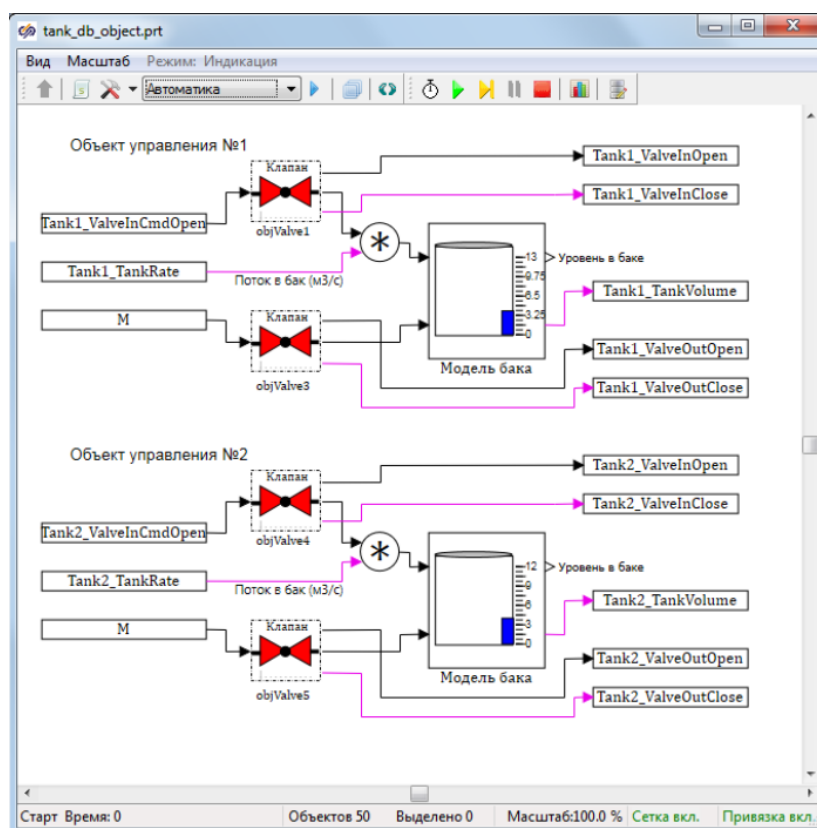 tank_db_object.prt
Вид Масштаб Режим: Индикация
Автоматика
Объект управления №1
Клапан
Tank1_ValveInOpen
Tank1_ValveInClose
Tank1_ValveInCmdOpen
objValve1
*
Tank1_TankRate
Поток в бак (м3/с)
13
9.75
6.5
3.25
0
Уровень в баке
Tank1_TankVolume
M
Клапан
Tank1_ValveOutOpen
Модель бака
objValve3
Tank1_ValveOutClose
Объект управления №2
Клапан
Tank2_ValveInOpen
Tank2_ValveInClose
Tank2_ValveInCmdOpen
objValve4
*
Tank2_TankRate
Поток в бак (м3/с)
12
9
6
3
0
Уровень в баке
Tank2_TankVolume
M
Клапан
Tank2_ValveOutOpen
Модель бака
objValve5
Tank2_ValveOutClose
Старт Время: 0 Объектов 50 Выделено 0 Масштаб:100.0 % Сетка вкл. Привязка вкл.